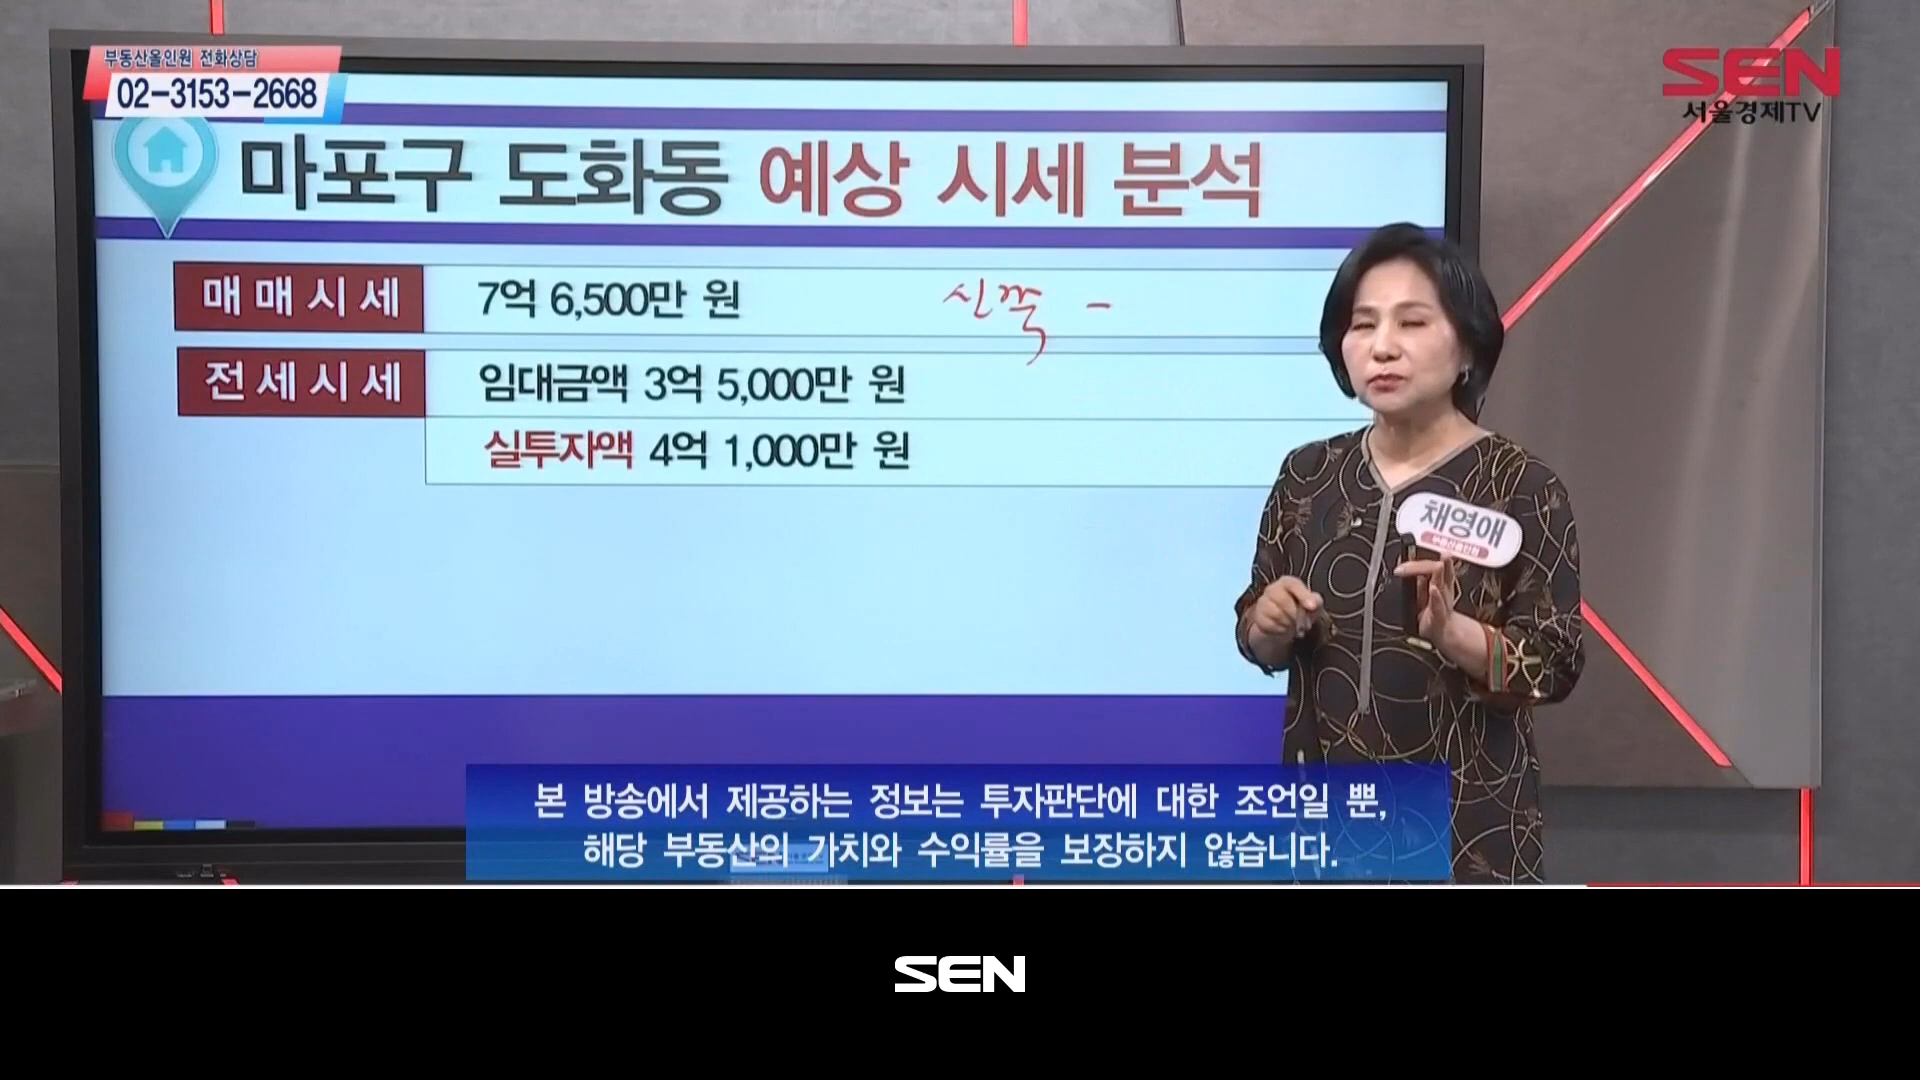 부동산올인원 전화상담
02-3153-2668
SEN
서울경제TV
마포구 도화동 예상 시세 분석
매매시세 7억 6,500만 원
전세시세 임대금액 3억 5,000만 원
실투자액 4억 1,000만 원
채영애
부동산올인원
본 방송에서 제공하는 정보는 투자판단에 대한 조언일 뿐,
해당 부동산의 가치와 수익률을 보장하지 않습니다.
SEN